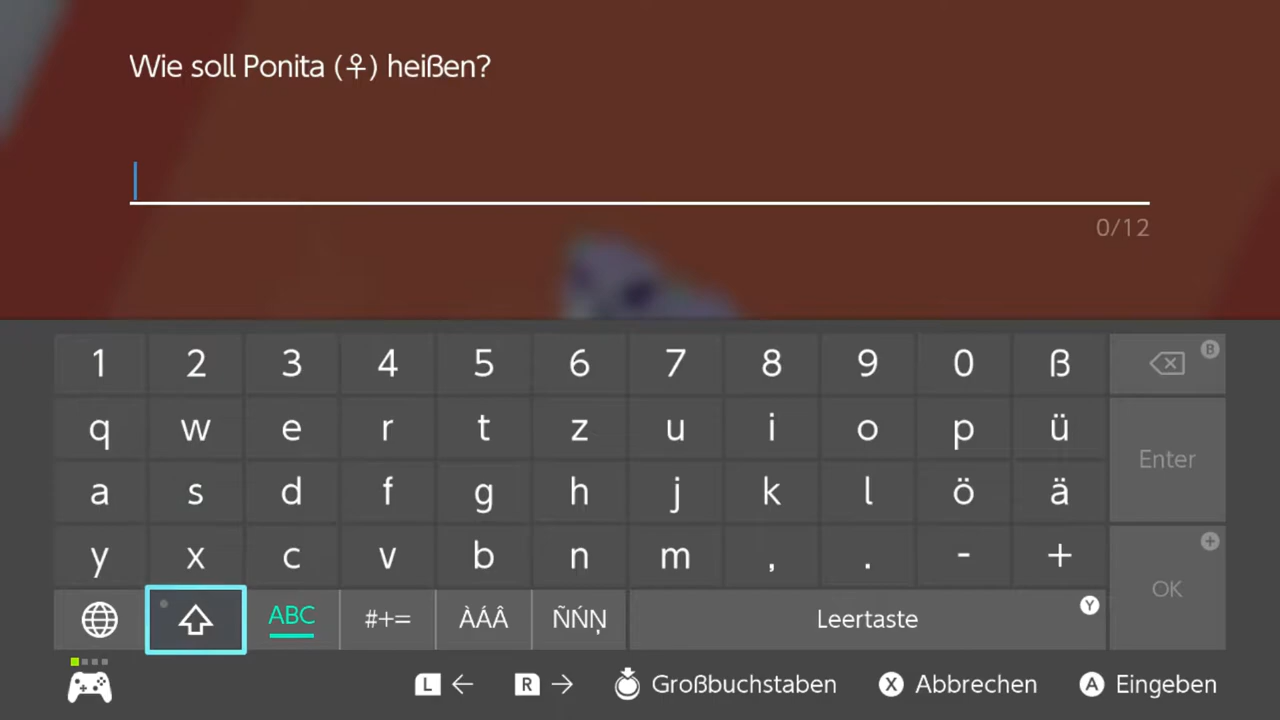 Wie soll Ponita (♀) heißen?
0/12
1 2 3 4 5 6 7 8 9 0 ß B
q w e r t z u i o p ü Enter
a s d f g h j k l ö ä
y x c v b n m , . - +
ABC #+= ÀÁÂ ÑŃŅ Leertaste Y OK
L ← R → Großbuchstaben X Abbrechen A Eingeben